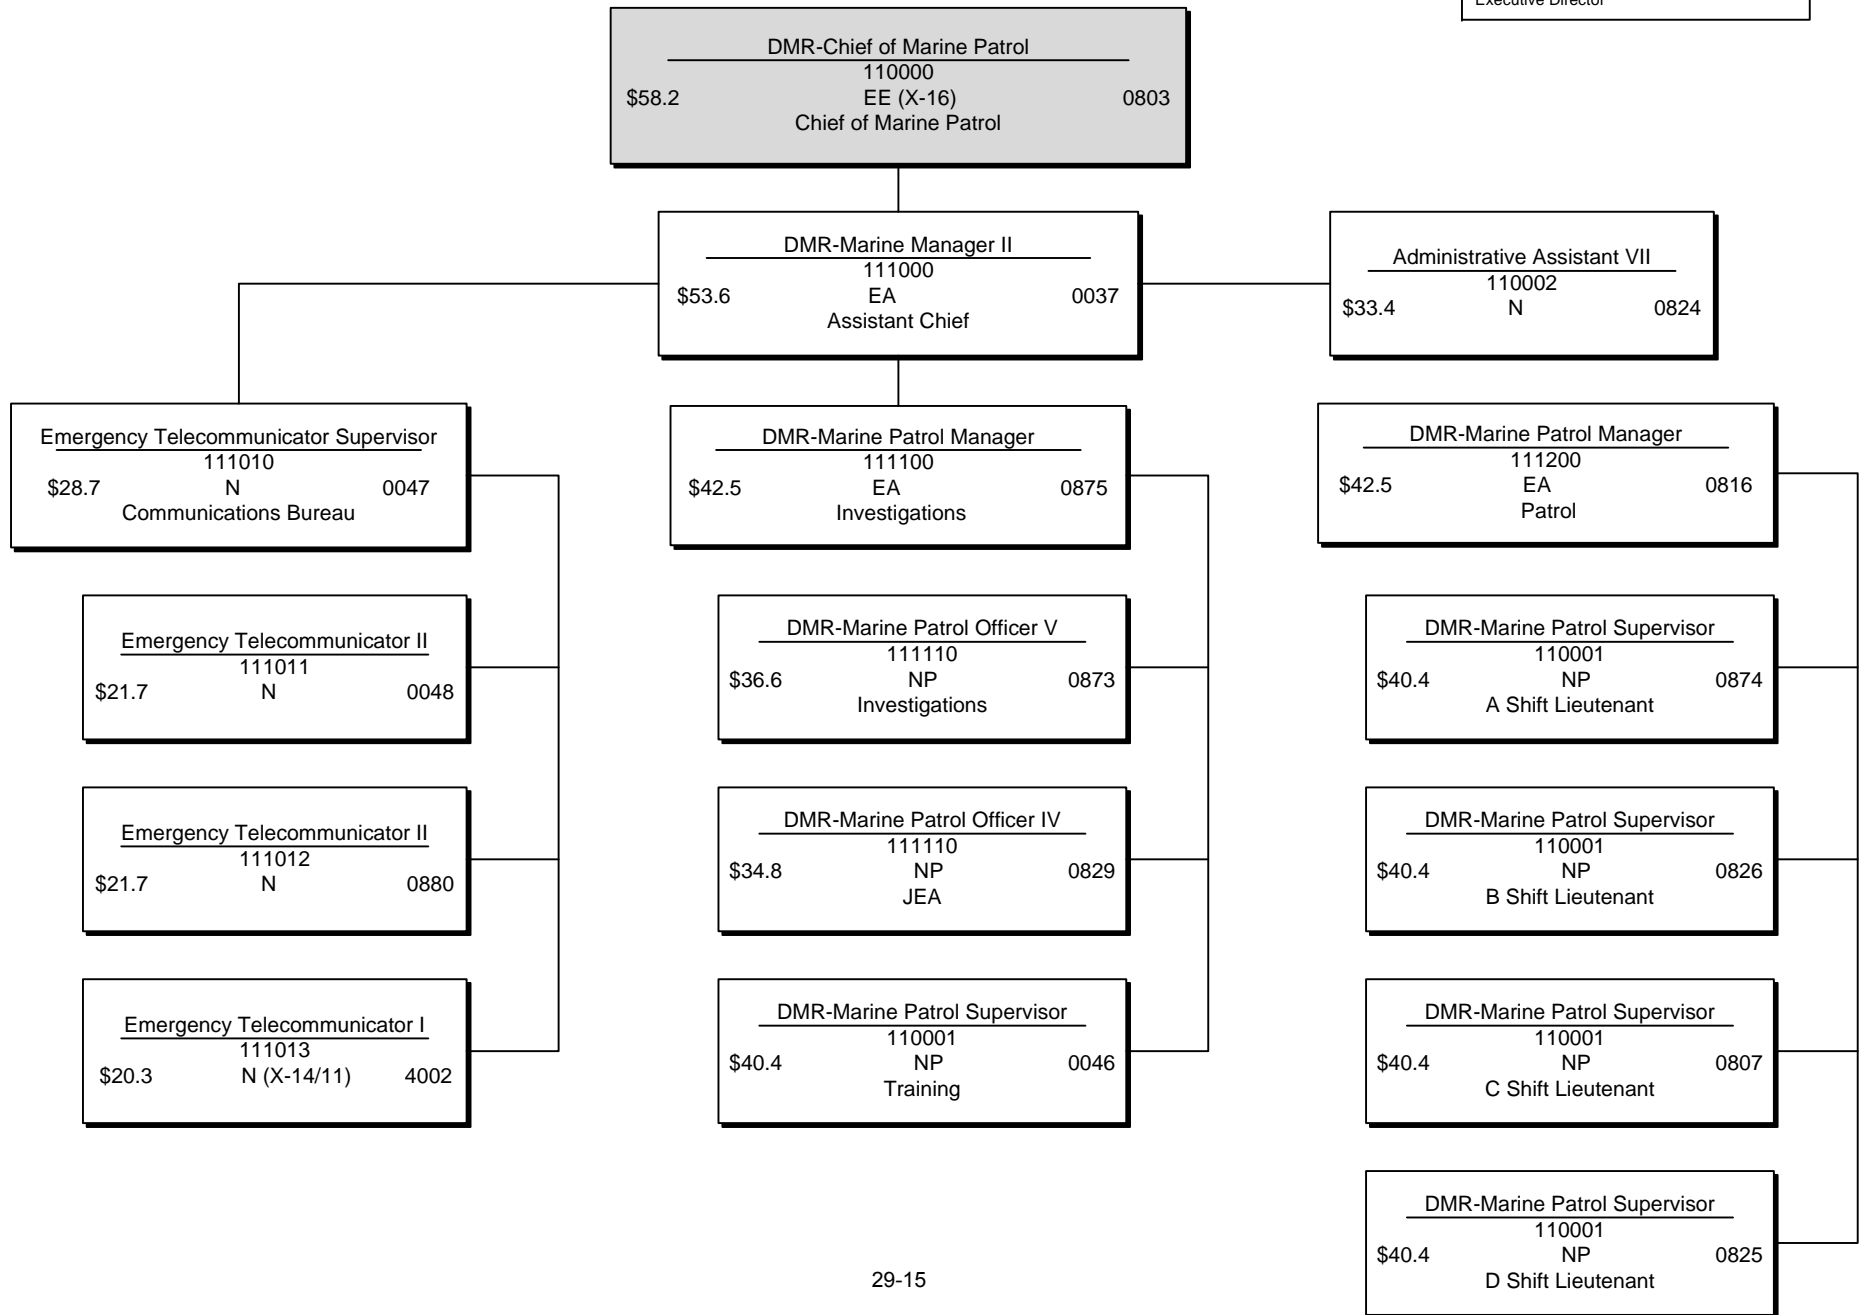 Executive Director
DMR-Chief of Marine Patrol
110000
$58.2 EE (X-16) 0803
Chief of Marine Patrol
DMR-Marine Manager II
111000
$53.6 EA 0037
Assistant Chief
Administrative Assistant VII
110002
$33.4 N 0824
Emergency Telecommunicator Supervisor
111010
$28.7 N 0047
Communications Bureau
Emergency Telecommunicator II
111011
$21.7 N 0048
Emergency Telecommunicator II
111012
$21.7 N 0880
Emergency Telecommunicator I
111013
$20.3 N (X-14/11) 4002
DMR-Marine Patrol Manager
111100
$42.5 EA 0875
Investigations
DMR-Marine Patrol Officer V
111110
$36.6 NP 0873
Investigations
DMR-Marine Patrol Officer IV
111110
$34.8 NP 0829
JEA
DMR-Marine Patrol Supervisor
110001
$40.4 NP 0046
Training
DMR-Marine Patrol Manager
111200
$42.5 EA 0816
Patrol
DMR-Marine Patrol Supervisor
110001
$40.4 NP 0874
A Shift Lieutenant
DMR-Marine Patrol Supervisor
110001
$40.4 NP 0826
B Shift Lieutenant
DMR-Marine Patrol Supervisor
110001
$40.4 NP 0807
C Shift Lieutenant
DMR-Marine Patrol Supervisor
110001
$40.4 NP 0825
D Shift Lieutenant
29-15